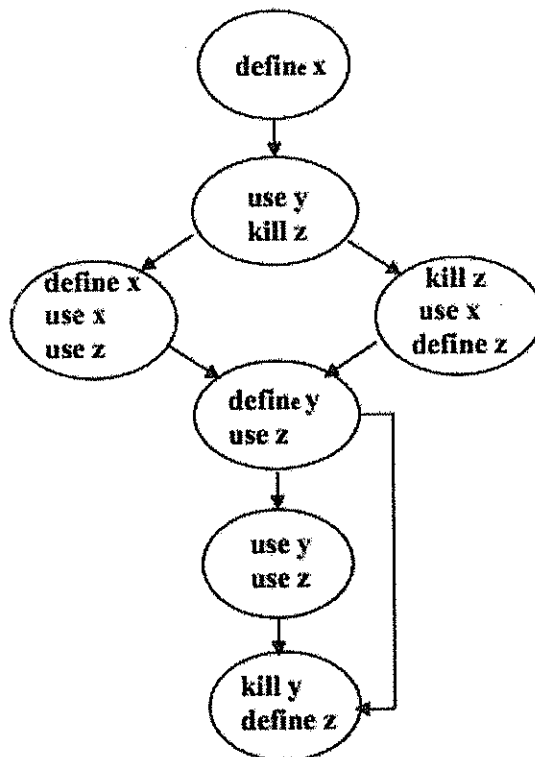 define x
use y
kill z
define x
use x
use z
kill z
use x
define z
define y
use z
use y
use z
kill y
define z